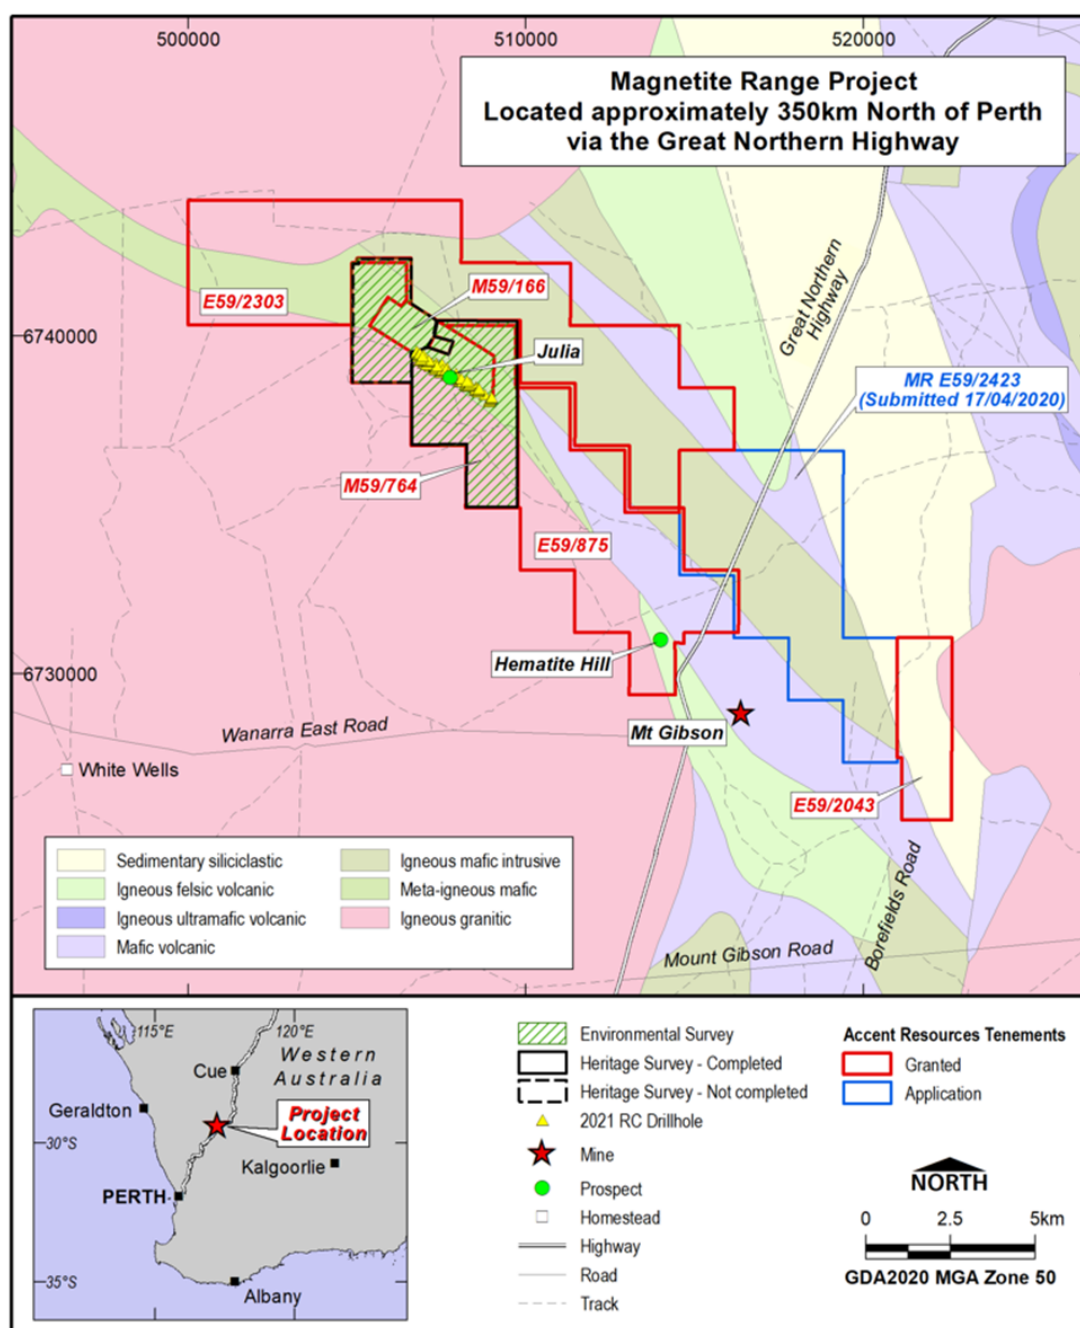 500000
510000
520000
Magnetite Range Project
Located approximately 350km North of Perth
via the Great Northern Highway
Great Northern
Highway
M59/166
E59/2303
6740000
Julia
MR E59/2423
(Submitted 17/04/2020)
M59/764
E59/875
Hematite Hill
6730000
Wanarra East Road
Mt Gibson
White Wells
E59/2043
Borefields Road
Mount Gibson Road
Sedimentary siliciclastic
Igneous felsic volcanic
Igneous ultramafic volcanic
Mafic volcanic
Igneous mafic intrusive
Meta-igneous mafic
Igneous granitic
115°E
120°E
Western
Australia
Cue
Geraldton
Project
Location
30°S
Kalgoorlie
PERTH
35°S
Albany
Environmental Survey
Heritage Survey - Completed
Heritage Survey - Not completed
2021 RC Drillhole
Mine
Prospect
Homestead
Highway
Road
Track
Accent Resources Tenements
Granted
Application
NORTH
0 2.5 5km
GDA2020 MGA Zone 50